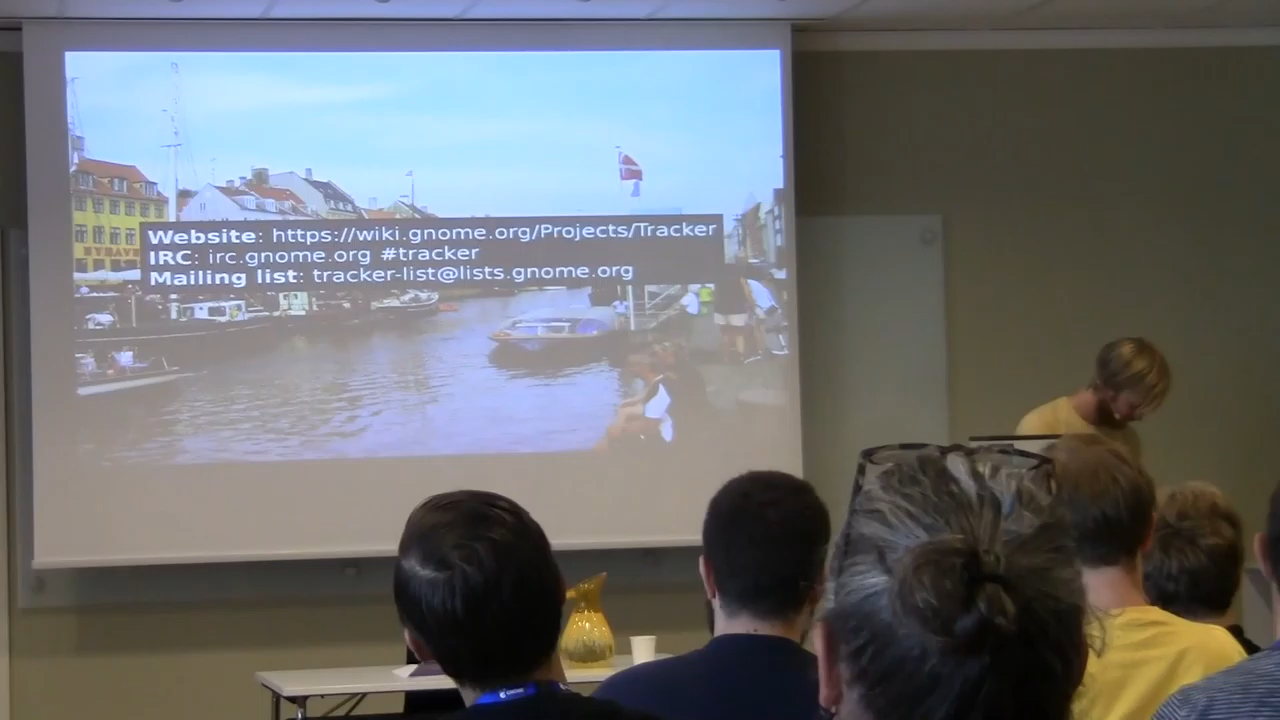 Website: https://wiki.gnome.org/Projects/Tracker
IRC: irc.gnome.org #tracker
Mailing list: tracker-list@lists.gnome.org
NYHAVN